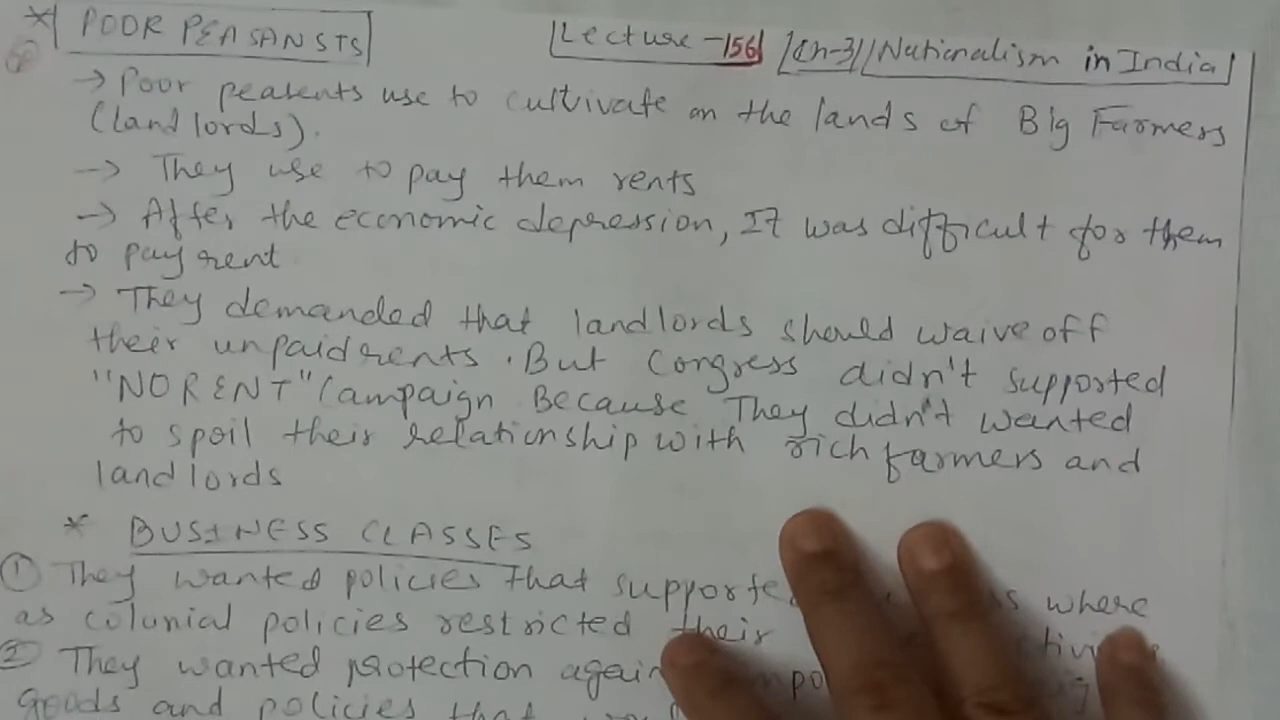 * POOR PEASANSTS
Lecture -156 Ch-3 Nationalism in India
→ Poor peatents use to cultivate on the lands of Big Farmers
(land lords).
→ They use to pay them rents
→ After the economic depression, It was difficult for them
to pay rent
→ They demanded that landlords should waive off
their unpaid rents. But Congress didn't supported
"NO RENT" Campaign Because They didn't wanted
to spoil their relationship with rich farmers and
landlords
* BUSINESS CLASSES
① They wanted policies that where
as colonial policies restricted their
② They wanted protection
goods and policies that